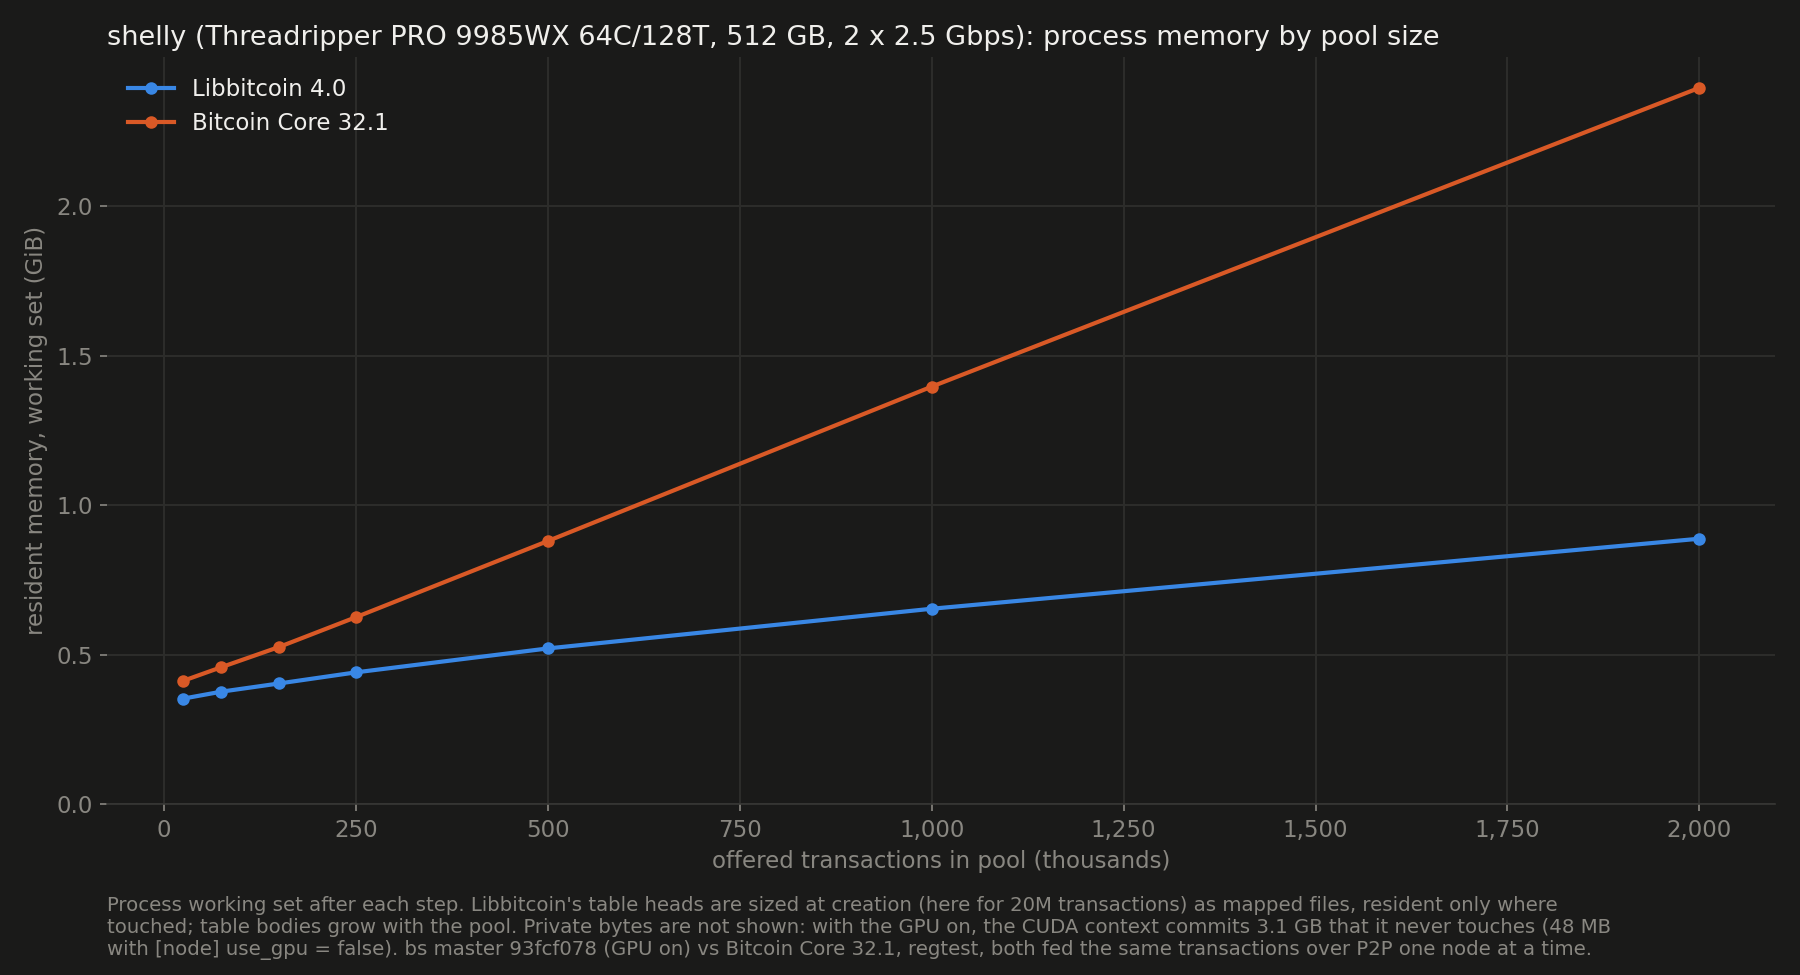 shelly (Threadripper PRO 9985WX 64C/128T, 512 GB, 2 x 2.5 Gbps): process memory by pool size
Libbitcoin 4.0
Bitcoin Core 32.1
resident memory, working set (GiB)
2.0
1.5
1.0
0.5
0.0
0
250
500
750
1,000
1,250
1,500
1,750
2,000
offered transactions in pool (thousands)
Process working set after each step. Libbitcoin's table heads are sized at creation (here for 20M transactions) as mapped files, resident only where
touched; table bodies grow with the pool. Private bytes are not shown: with the GPU on, the CUDA context commits 3.1 GB that it never touches (48 MB
with [node] use_gpu = false). bs master 93fcf078 (GPU on) vs Bitcoin Core 32.1, regtest, both fed the same transactions over P2P one node at a time.